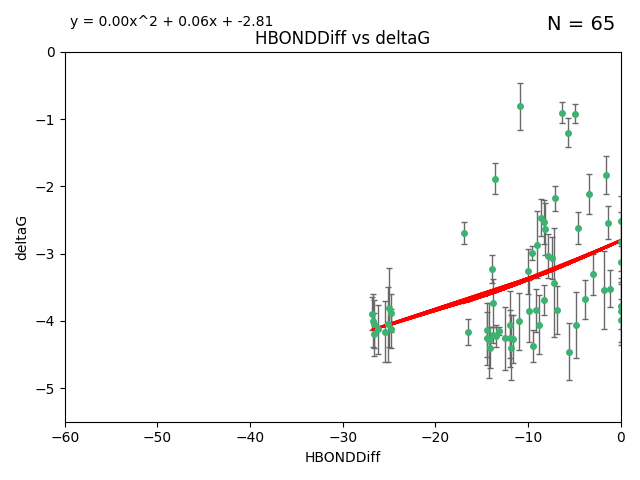 y = 0.00x^2 + 0.06x + -2.81
N = 65
HBONDDiff vs deltaG
0
−1
−2
−3
−4
−5
deltaG
−60 −50 −40 −30 −20 −10 0
HBONDDiff